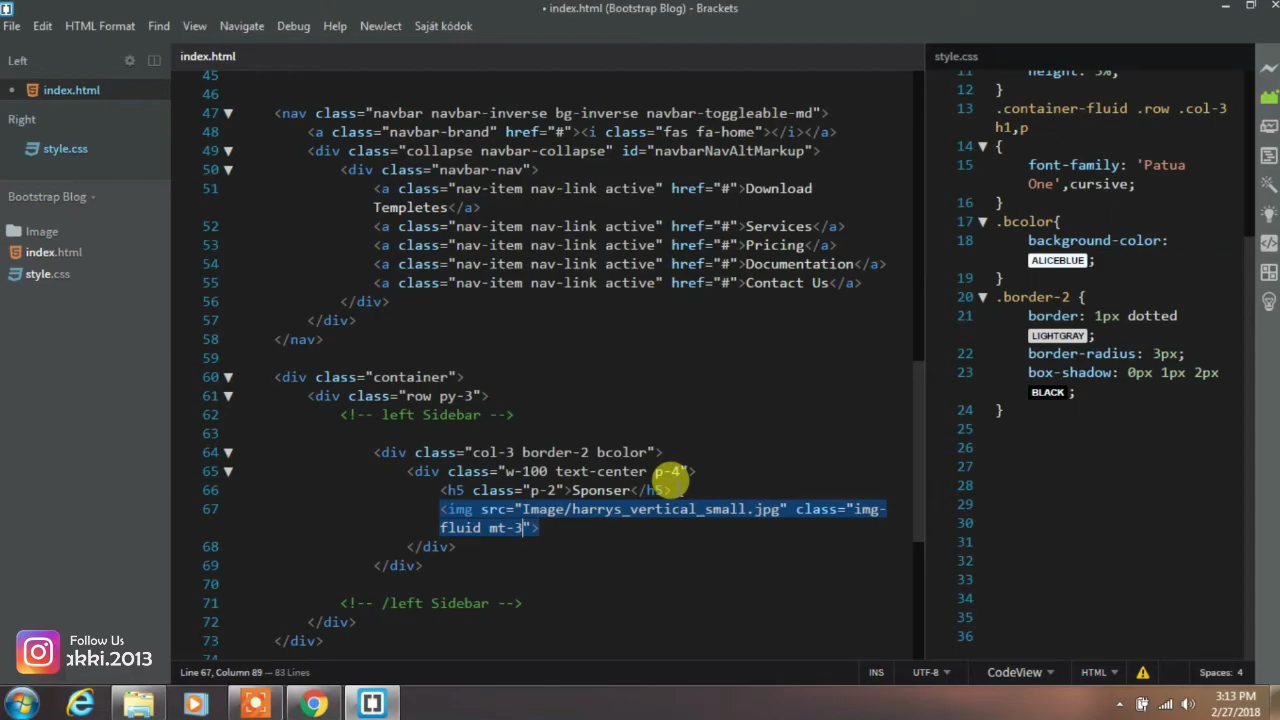 • index.html (Bootstrap Blog) - Brackets
File Edit HTML Format Find View Navigate Debug Help NewJect Saját kódok
Left
• index.html
Right
style.css
Bootstrap Blog
Image
index.html
style.css
index.html
45
46
47 <nav class="navbar navbar-inverse bg-inverse navbar-toggleable-md">
48 <a class="navbar-brand" href="#"><i class="fas fa-home"></i></a>
49 <div class="collapse navbar-collapse" id="navbarNavAltMarkup">
50 <div class="navbar-nav">
51 <a class="nav-item nav-link active" href="#">Download
Templetes</a>
52 <a class="nav-item nav-link active" href="#">Services</a>
53 <a class="nav-item nav-link active" href="#">Pricing</a>
54 <a class="nav-item nav-link active" href="#">Documentation</a>
55 <a class="nav-item nav-link active" href="#">Contact Us</a>
56 </div>
57 </div>
58 </nav>
59
60 <div class="container">
61 <div class="row py-3">
62 <!-- left Sidebar -->
63
64 <div class="col-3 border-2 bcolor">
65 <div class="w-100 text-center p-4">
66 <h5 class="p-2">Sponser</h5>
67 <img src="Image/harrys_vertical_small.jpg" class="img-
fluid mt-3">
68 </div>
69 </div>
70
71 <!-- /left Sidebar -->
72 </div>
73 </div>
style.css
height: 5%;
12 }
13 .container-fluid .row .col-3
h1,p
14 {
15 font-family: 'Patua
One',cursive;
16 }
17 .bcolor{
18 background-color:
ALICEBLUE ;
19 }
20 .border-2 {
21 border: 1px dotted
LIGHTGRAY ;
22 border-radius: 3px;
23 box-shadow: 0px 1px 2px
BLACK ;
24 }
25
26
27
28
29
30
31
32
33
34
35
36
Follow Us
akki.2013
Line 67, Column 89 — 83 Lines
INS UTF-8 CodeView HTML Spaces: 4
3:13 PM
2/27/2018